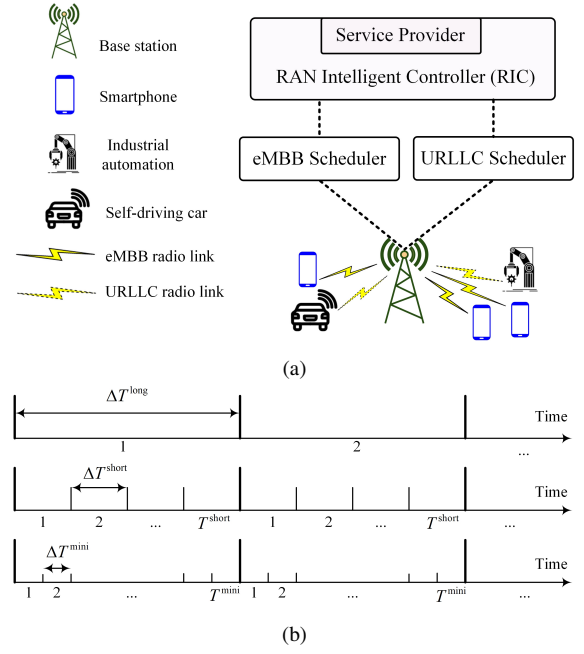 Base station
Smartphone
Industrial
automation
Self-driving car
eMBB radio link
URLLC radio link
Service Provider
RAN Intelligent Controller (RIC)
eMBB Scheduler
URLLC Scheduler
(a)
ΔT^long
Time
1
2
...
ΔT^short
Time
1 2 ... T^short 1 2 ... T^short ...
ΔT^mini
Time
1 2 ... T^mini 1 2 ... T^mini ...
(b)